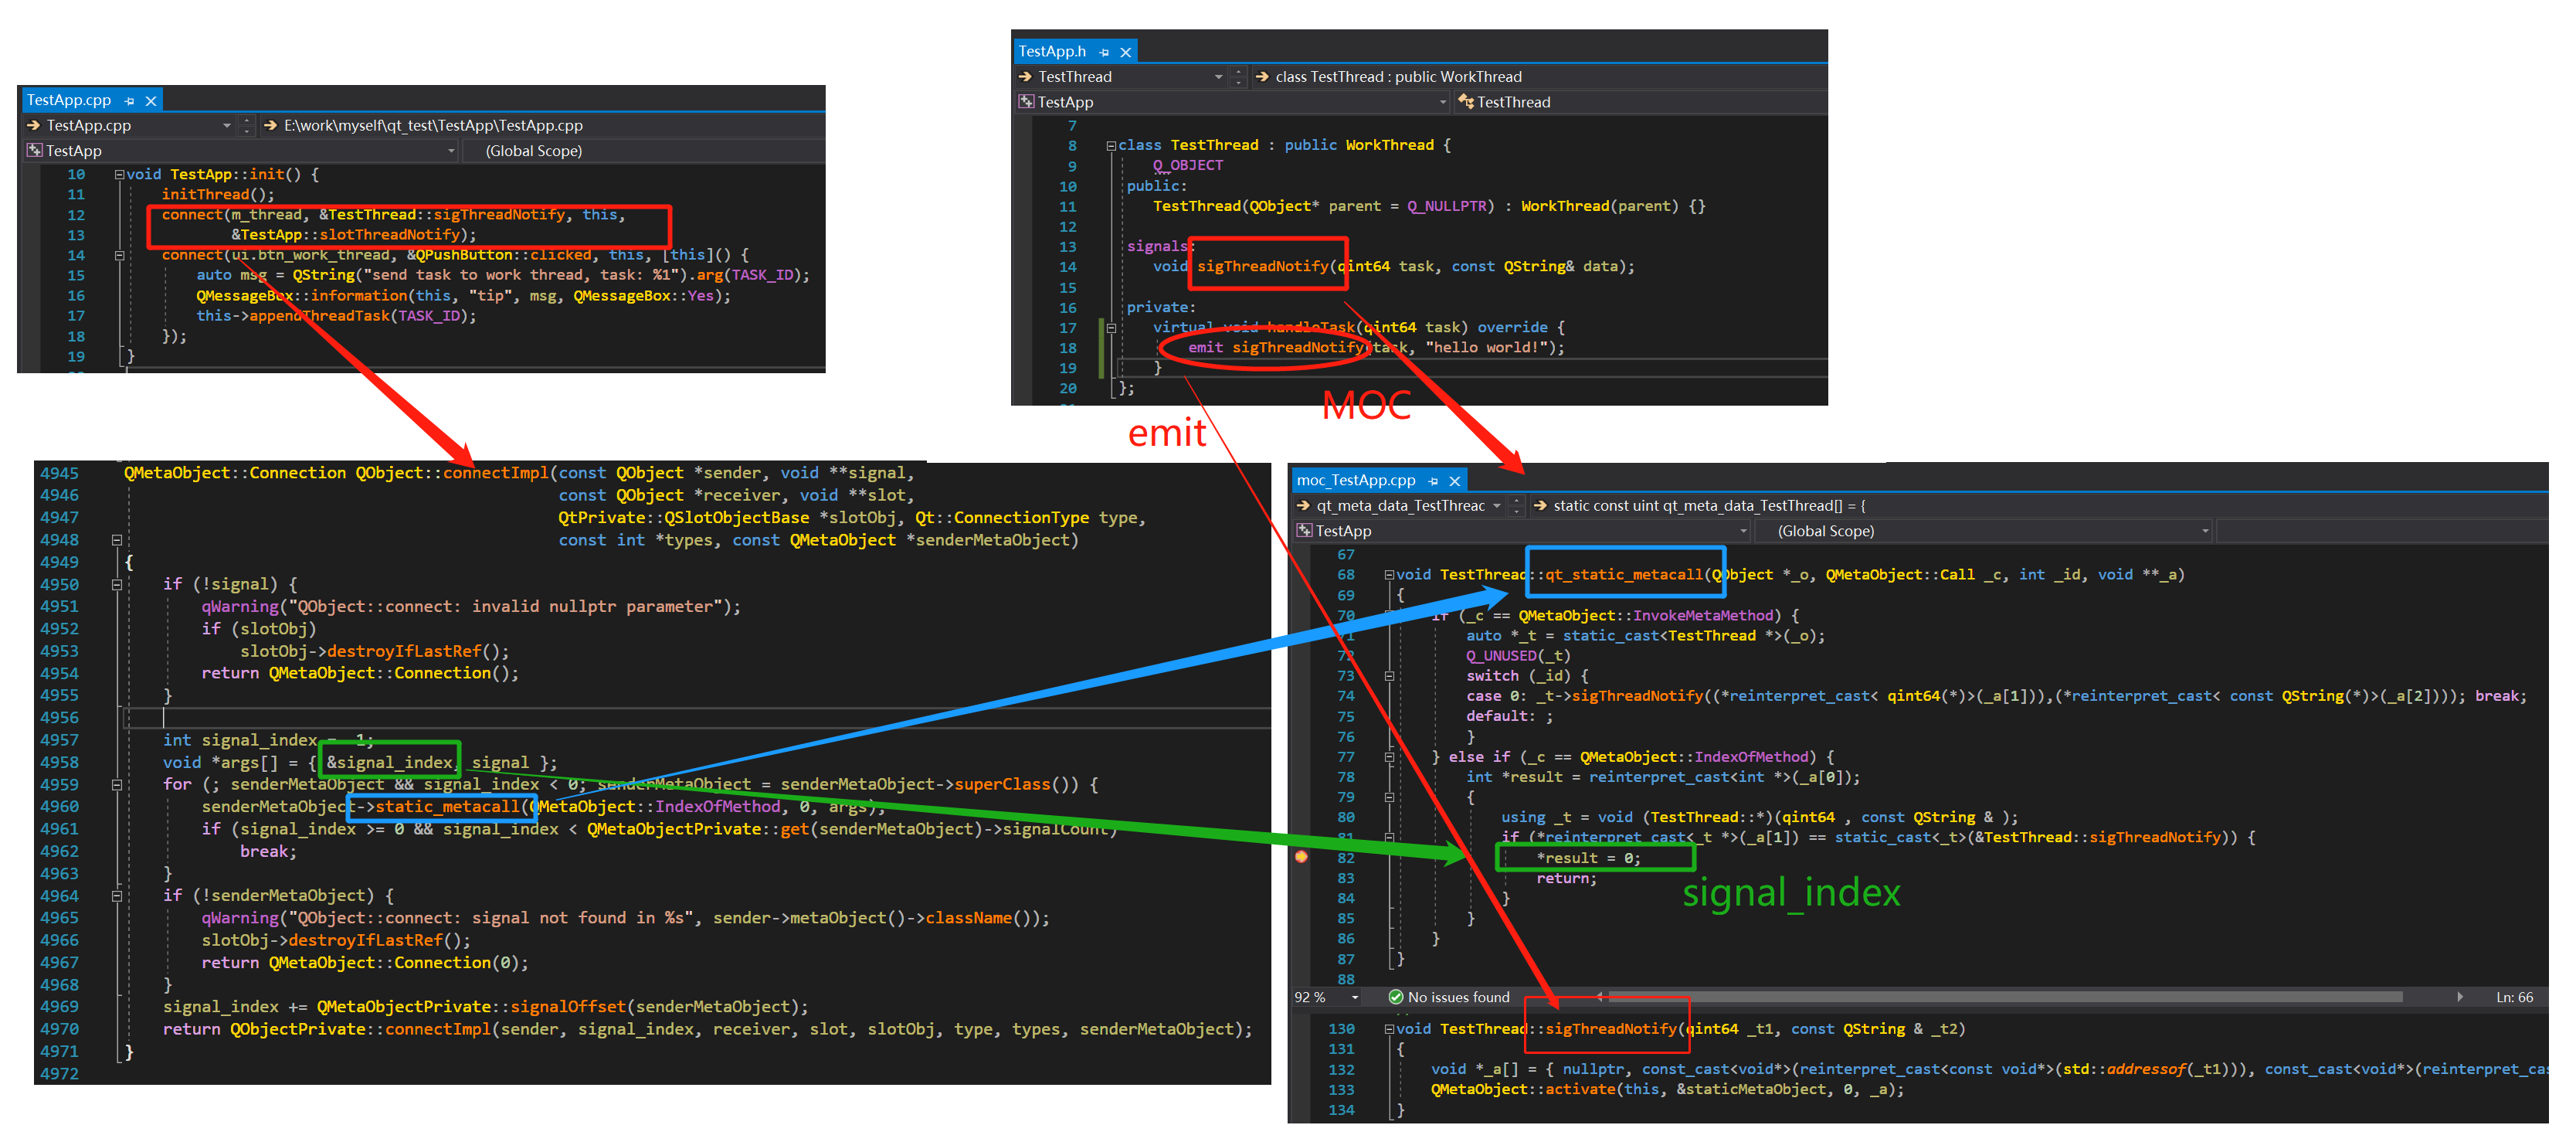 TestApp.cpp
TestApp.cpp
E:\work\myself\qt_test\TestApp\TestApp.cpp
TestApp
(Global Scope)
10 void TestApp::init() {
11 initThread();
12 connect(m_thread, &TestThread::sigThreadNotify, this,
13 &TestApp::slotThreadNotify);
14 connect(ui.btn_work_thread, &QPushButton::clicked, this, [this]() {
15 auto msg = QString("send task to work thread, task: %1").arg(TASK_ID);
16 QMessageBox::information(this, "tip", msg, QMessageBox::Yes);
17 this->appendThreadTask(TASK_ID);
18 });
19 }
TestApp.h
TestThread
class TestThread : public WorkThread
TestApp
TestThread
7
8 class TestThread : public WorkThread {
9 Q_OBJECT
10 public:
11 TestThread(QObject* parent = Q_NULLPTR) : WorkThread(parent) {}
12
13 signals:
14 void sigThreadNotify(qint64 task, const QString& data);
15
16 private:
17 virtual void handleTask(qint64 task) override {
18 emit sigThreadNotify(task, "hello world!");
19 }
20 };
emit
MOC
4945 QMetaObject::Connection QObject::connectImpl(const QObject *sender, void **signal,
4946 const QObject *receiver, void **slot,
4947 QtPrivate::QSlotObjectBase *slotObj, Qt::ConnectionType type,
4948 const int *types, const QMetaObject *senderMetaObject)
4949 {
4950 if (!signal) {
4951 qWarning("QObject::connect: invalid nullptr parameter");
4952 if (slotObj)
4953 slotObj->destroyIfLastRef();
4954 return QMetaObject::Connection();
4955 }
4956
4957 int signal_index = -1;
4958 void *args[] = { &signal_index, signal };
4959 for (; senderMetaObject && signal_index < 0; senderMetaObject = senderMetaObject->superClass()) {
4960 senderMetaObject->static_metacall(QMetaObject::IndexOfMethod, 0, args);
4961 if (signal_index >= 0 && signal_index < QMetaObjectPrivate::get(senderMetaObject)->signalCount)
4962 break;
4963 }
4964 if (!senderMetaObject) {
4965 qWarning("QObject::connect: signal not found in %s", sender->metaObject()->className());
4966 slotObj->destroyIfLastRef();
4967 return QMetaObject::Connection(0);
4968 }
4969 signal_index += QMetaObjectPrivate::signalOffset(senderMetaObject);
4970 return QObjectPrivate::connectImpl(sender, signal_index, receiver, slot, slotObj, type, types, senderMetaObject);
4971 }
4972
moc_TestApp.cpp
qt_meta_data_TestThreac
static const uint qt_meta_data_TestThread[] = {
TestApp
(Global Scope)
67
68 void TestThread::qt_static_metacall(QObject *_o, QMetaObject::Call _c, int _id, void **_a)
69 {
70 if (_c == QMetaObject::InvokeMetaMethod) {
71 auto *_t = static_cast<TestThread *>(_o);
72 Q_UNUSED(_t)
73 switch (_id) {
74 case 0: _t->sigThreadNotify((*reinterpret_cast< qint64(*)>(_a[1])),(*reinterpret_cast< const QString(*)>(_a[2]))); break;
75 default: ;
76 }
77 } else if (_c == QMetaObject::IndexOfMethod) {
78 int *result = reinterpret_cast<int *>(_a[0]);
79 {
80 using _t = void (TestThread::*)(qint64 , const QString & );
81 if (*reinterpret_cast<_t *>(_a[1]) == static_cast<_t>(&TestThread::sigThreadNotify)) {
82 *result = 0;
83 return;
84 }
85 }
86 }
87 }
88
signal_index
92 %
No issues found
Ln: 66
130 void TestThread::sigThreadNotify(qint64 _t1, const QString & _t2)
131 {
132 void *_a[] = { nullptr, const_cast<void*>(reinterpret_cast<const void*>(std::addressof(_t1))), const_cast<void*>(reinterpret_cas
133 QMetaObject::activate(this, &staticMetaObject, 0, _a);
134 }